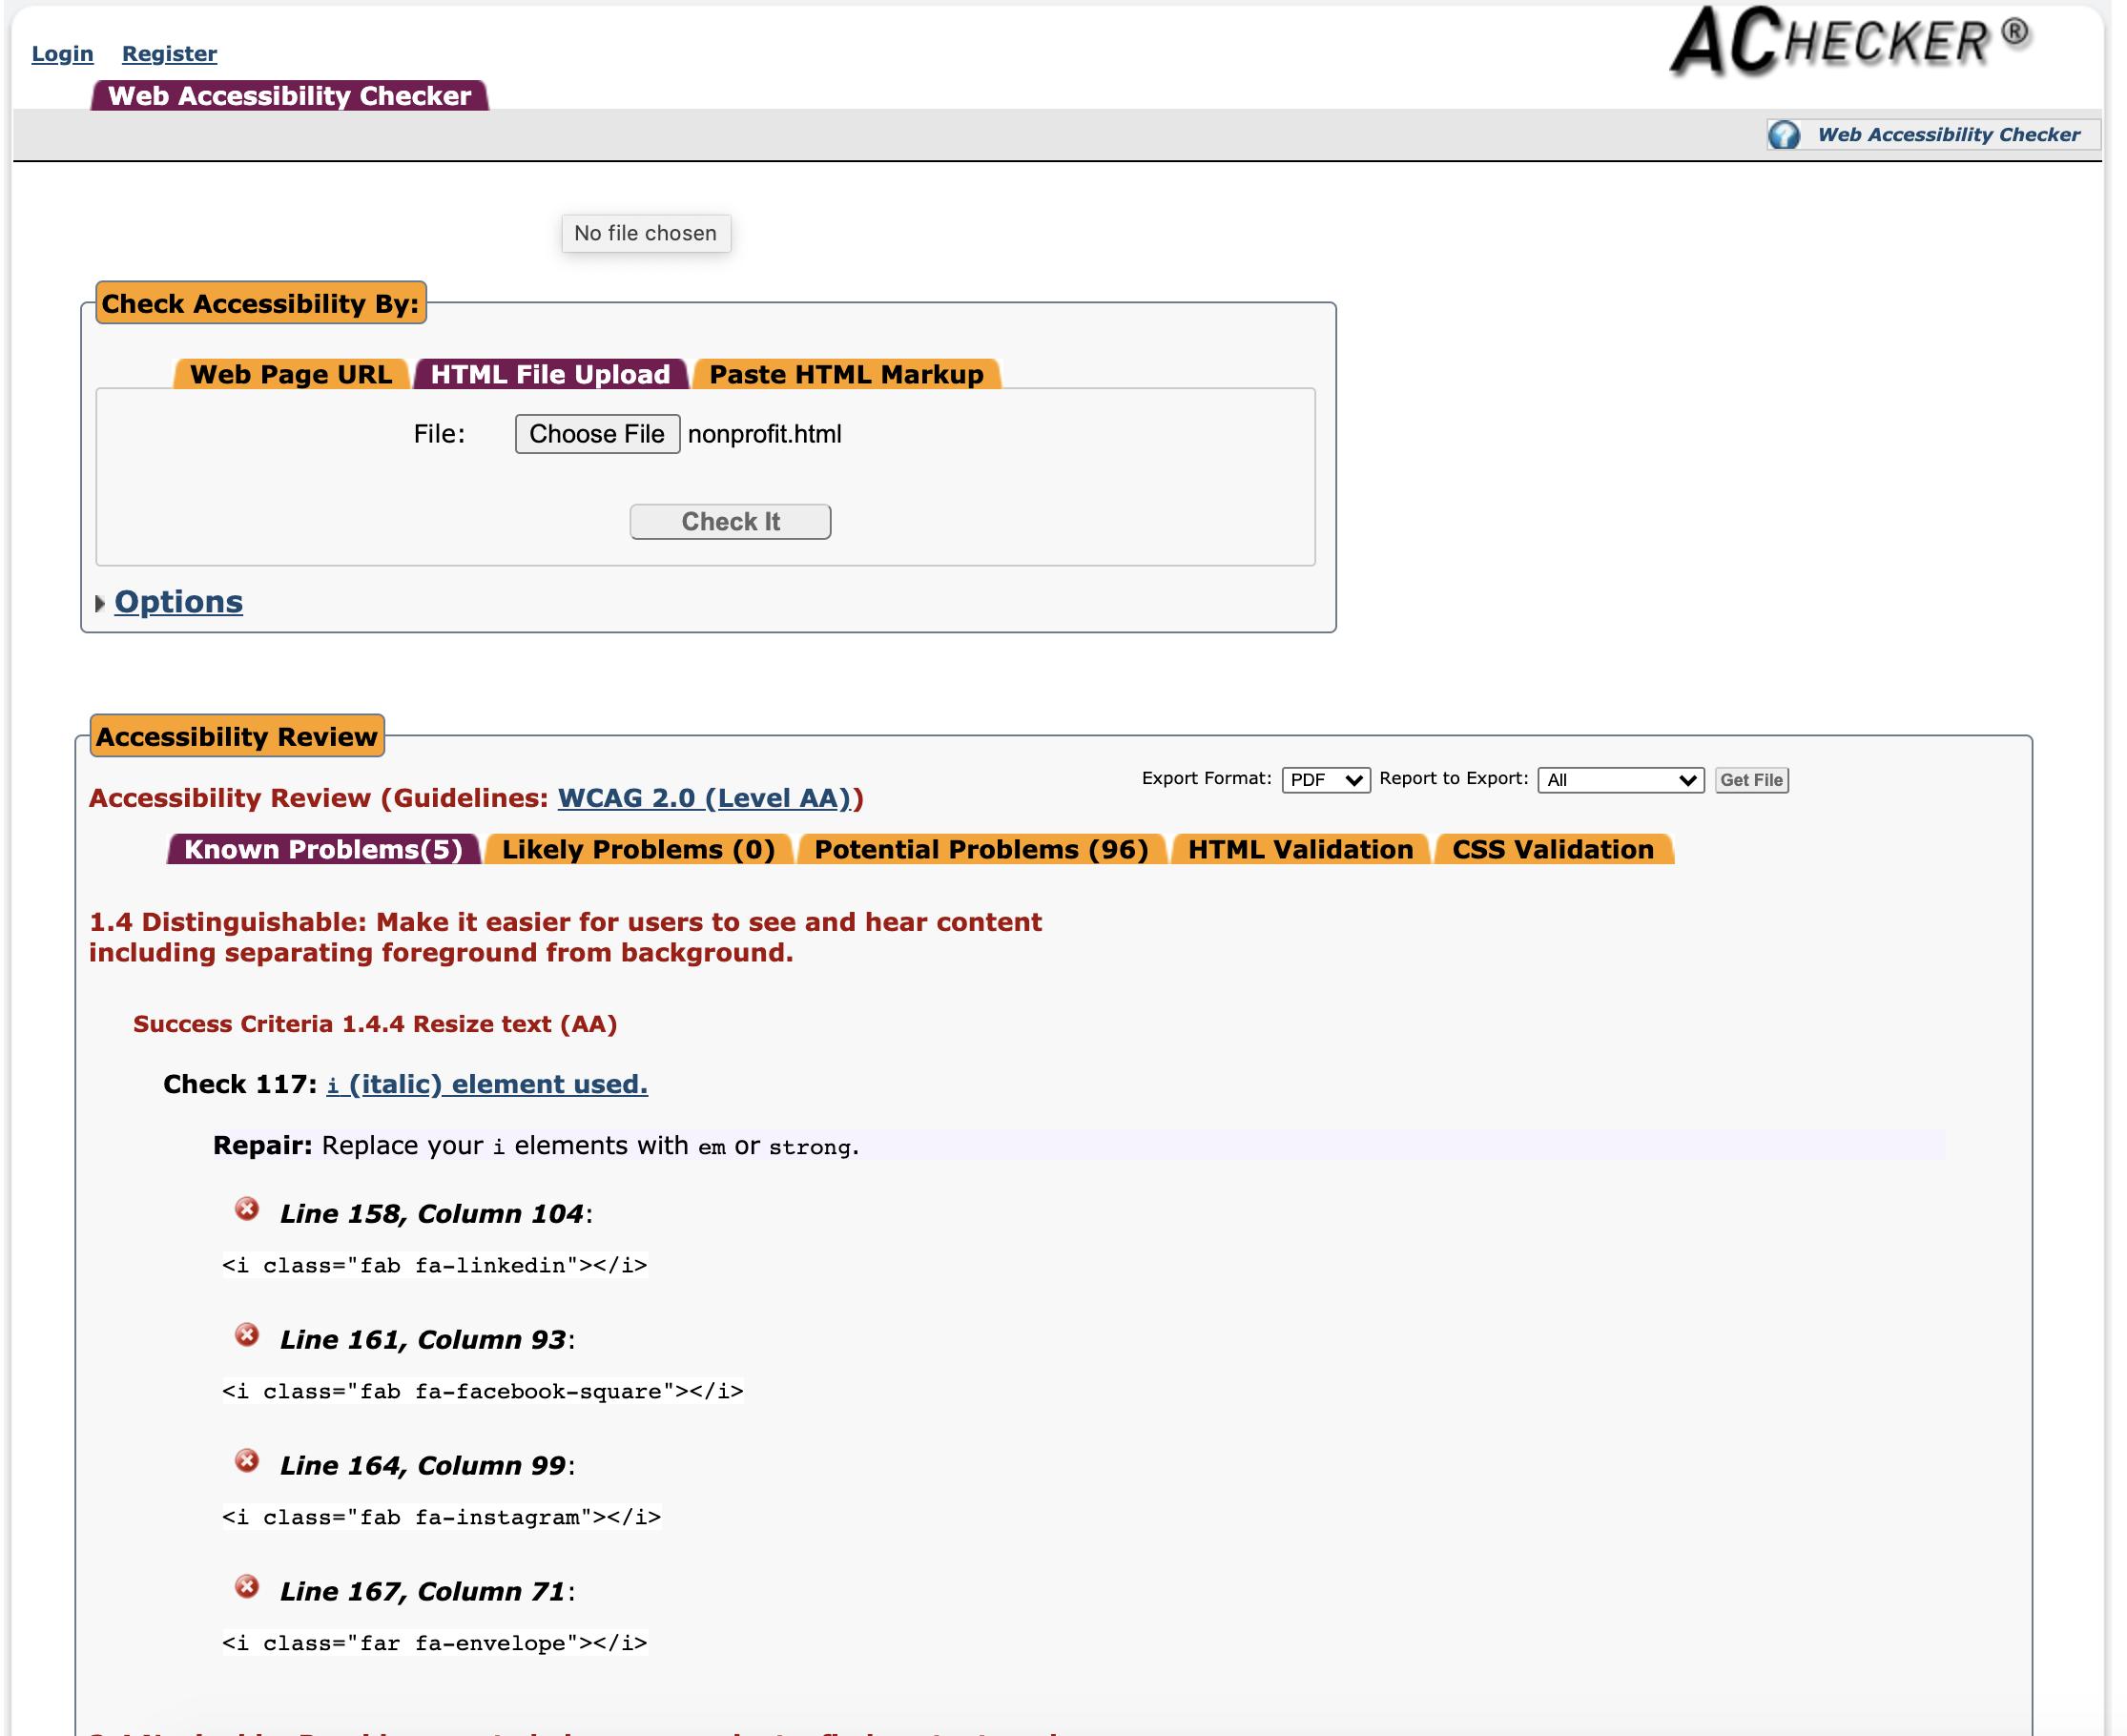 ACHECKER ®
Login Register
Web Accessibility Checker
Web Accessibility Checker
No file chosen
Check Accessibility By:
Web Page URL HTML File Upload Paste HTML Markup
File: Choose File nonprofit.html
Check It
Options
Accessibility Review
Export Format: PDF Report to Export: All Get File
Accessibility Review (Guidelines: WCAG 2.0 (Level AA))
Known Problems(5) Likely Problems (0) Potential Problems (96) HTML Validation CSS Validation
1.4 Distinguishable: Make it easier for users to see and hear content
including separating foreground from background.
Success Criteria 1.4.4 Resize text (AA)
Check 117: i (italic) element used.
Repair: Replace your i elements with em or strong.
Line 158, Column 104:
<i class="fab fa-linkedin"></i>
Line 161, Column 93:
<i class="fab fa-facebook-square"></i>
Line 164, Column 99:
<i class="fab fa-instagram"></i>
Line 167, Column 71:
<i class="far fa-envelope"></i>